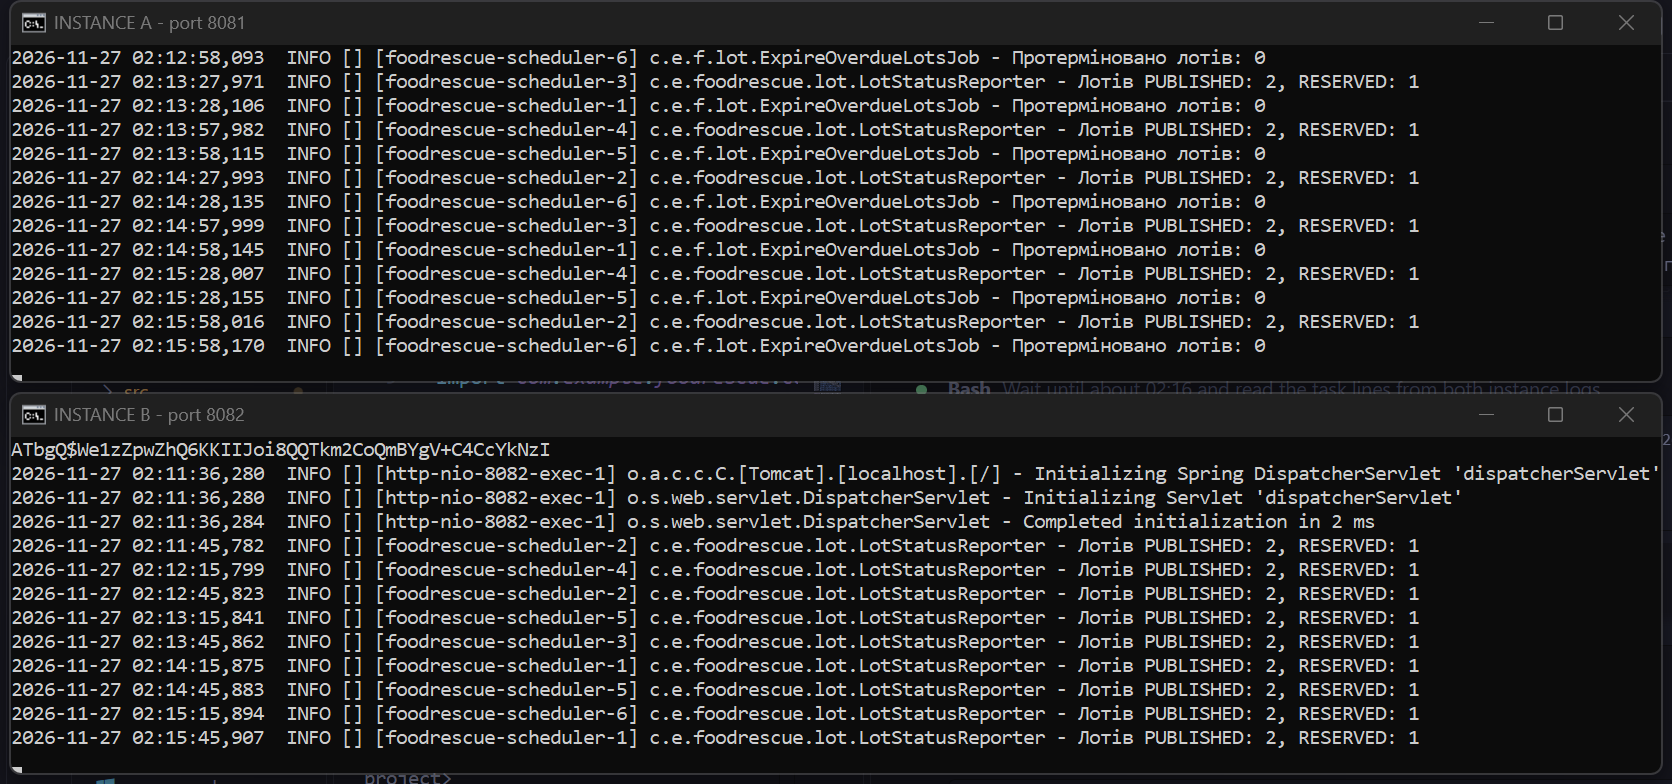 INSTANCE A - port 8081
2026-11-27 02:12:58,093  INFO [] [foodrescue-scheduler-6] c.e.f.lot.ExpireOverdueLotsJob - Протерміновано лотів: 0
2026-11-27 02:13:27,971  INFO [] [foodrescue-scheduler-3] c.e.foodrescue.lot.LotStatusReporter - Лотів PUBLISHED: 2, RESERVED: 1
2026-11-27 02:13:28,106  INFO [] [foodrescue-scheduler-1] c.e.f.lot.ExpireOverdueLotsJob - Протерміновано лотів: 0
2026-11-27 02:13:57,982  INFO [] [foodrescue-scheduler-4] c.e.foodrescue.lot.LotStatusReporter - Лотів PUBLISHED: 2, RESERVED: 1
2026-11-27 02:13:58,115  INFO [] [foodrescue-scheduler-5] c.e.f.lot.ExpireOverdueLotsJob - Протерміновано лотів: 0
2026-11-27 02:14:27,993  INFO [] [foodrescue-scheduler-2] c.e.foodrescue.lot.LotStatusReporter - Лотів PUBLISHED: 2, RESERVED: 1
2026-11-27 02:14:28,135  INFO [] [foodrescue-scheduler-6] c.e.f.lot.ExpireOverdueLotsJob - Протерміновано лотів: 0
2026-11-27 02:14:57,999  INFO [] [foodrescue-scheduler-3] c.e.foodrescue.lot.LotStatusReporter - Лотів PUBLISHED: 2, RESERVED: 1
2026-11-27 02:14:58,145  INFO [] [foodrescue-scheduler-1] c.e.f.lot.ExpireOverdueLotsJob - Протерміновано лотів: 0
2026-11-27 02:15:28,007  INFO [] [foodrescue-scheduler-4] c.e.foodrescue.lot.LotStatusReporter - Лотів PUBLISHED: 2, RESERVED: 1
2026-11-27 02:15:28,155  INFO [] [foodrescue-scheduler-5] c.e.f.lot.ExpireOverdueLotsJob - Протерміновано лотів: 0
2026-11-27 02:15:58,016  INFO [] [foodrescue-scheduler-2] c.e.foodrescue.lot.LotStatusReporter - Лотів PUBLISHED: 2, RESERVED: 1
2026-11-27 02:15:58,170  INFO [] [foodrescue-scheduler-6] c.e.f.lot.ExpireOverdueLotsJob - Протерміновано лотів: 0
src
Bash Wait until about 02:16 and read the task lines from both instance logs
INSTANCE B - port 8082
ATbgQ$We1zZpwZhQ6KKIIJoi8QQTkm2CoQmBYgV+C4CcYkNzI
2026-11-27 02:11:36,280  INFO [] [http-nio-8082-exec-1] o.a.c.c.C.[Tomcat].[localhost].[/] - Initializing Spring DispatcherServlet 'dispatcherServlet'
2026-11-27 02:11:36,280  INFO [] [http-nio-8082-exec-1] o.s.web.servlet.DispatcherServlet - Initializing Servlet 'dispatcherServlet'
2026-11-27 02:11:36,284  INFO [] [http-nio-8082-exec-1] o.s.web.servlet.DispatcherServlet - Completed initialization in 2 ms
2026-11-27 02:11:45,782  INFO [] [foodrescue-scheduler-2] c.e.foodrescue.lot.LotStatusReporter - Лотів PUBLISHED: 2, RESERVED: 1
2026-11-27 02:12:15,799  INFO [] [foodrescue-scheduler-4] c.e.foodrescue.lot.LotStatusReporter - Лотів PUBLISHED: 2, RESERVED: 1
2026-11-27 02:12:45,823  INFO [] [foodrescue-scheduler-2] c.e.foodrescue.lot.LotStatusReporter - Лотів PUBLISHED: 2, RESERVED: 1
2026-11-27 02:13:15,841  INFO [] [foodrescue-scheduler-5] c.e.foodrescue.lot.LotStatusReporter - Лотів PUBLISHED: 2, RESERVED: 1
2026-11-27 02:13:45,862  INFO [] [foodrescue-scheduler-3] c.e.foodrescue.lot.LotStatusReporter - Лотів PUBLISHED: 2, RESERVED: 1
2026-11-27 02:14:15,875  INFO [] [foodrescue-scheduler-1] c.e.foodrescue.lot.LotStatusReporter - Лотів PUBLISHED: 2, RESERVED: 1
2026-11-27 02:14:45,883  INFO [] [foodrescue-scheduler-5] c.e.foodrescue.lot.LotStatusReporter - Лотів PUBLISHED: 2, RESERVED: 1
2026-11-27 02:15:15,894  INFO [] [foodrescue-scheduler-6] c.e.foodrescue.lot.LotStatusReporter - Лотів PUBLISHED: 2, RESERVED: 1
2026-11-27 02:15:45,907  INFO [] [foodrescue-scheduler-1] c.e.foodrescue.lot.LotStatusReporter - Лотів PUBLISHED: 2, RESERVED: 1
project>